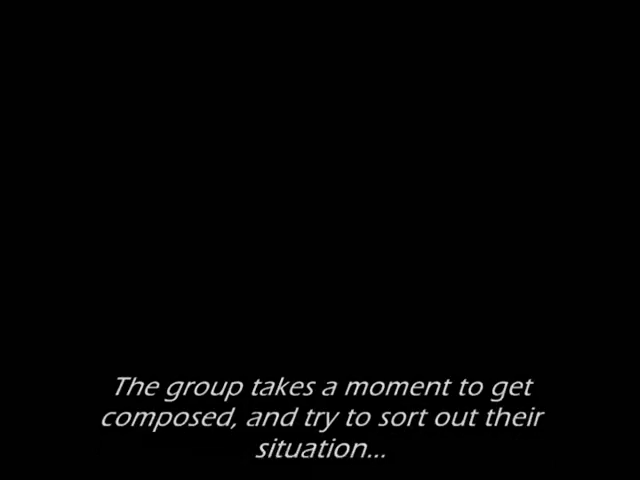 The group takes a moment to get
composed, and try to sort out their
situation...